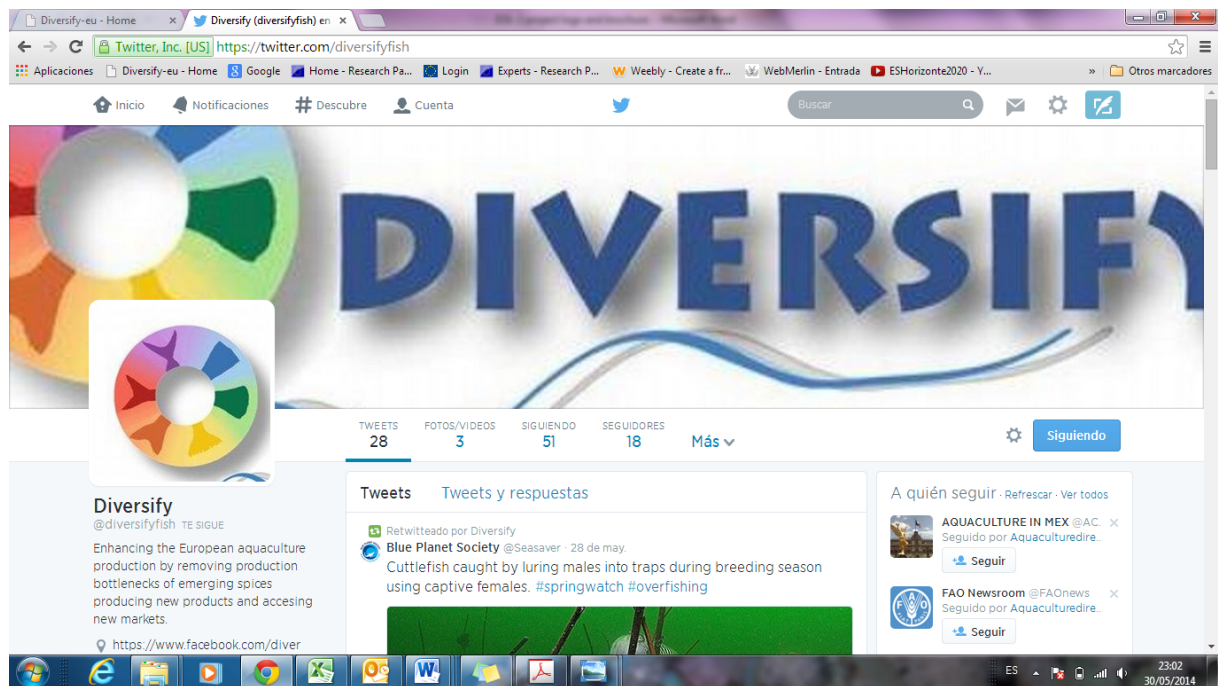 Diversify-eu - Home
Diversify (diversifyfish) en
Twitter, Inc. [US] https://twitter.com/diversifyfish
Aplicaciones Diversify-eu - Home Google Home - Research Pa... Login Experts - Research P... Weebly - Create a fr... WebMerlin - Entrada ESHorizonte2020 - Y... » Otros marcadores
Inicio Notificaciones # Descubre Cuenta Buscar
DIVERSIFY
TWEETS FOTOS/VIDEOS SIGUIENDO SEGUIDORES
28 3 51 18 Más Siguiendo
Diversify
@diversifyfish TE SIGUE
Enhancing the European aquaculture
production by removing production
bottlenecks of emerging spices
producing new products and accesing
new markets.
https://www.facebook.com/diver
Tweets Tweets y respuestas
Retwitteado por Diversify
Blue Planet Society @Seasaver · 28 de may.
Cuttlefish caught by luring males into traps during breeding season
using captive females. #springwatch #overfishing
A quién seguir · Refrescar · Ver todos
AQUACULTURE IN MEX @AC.
Seguido por Aquaculturedire..
Seguir
FAO Newsroom @FAOnews
Seguido por Aquaculturedire..
Seguir
FAO
ES 23:02
30/05/2014